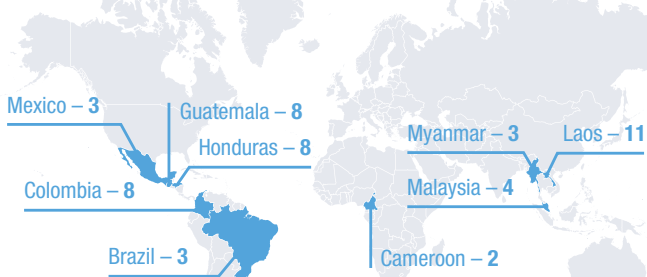 Mexico – 3
Guatemala – 8
Honduras – 8
Colombia – 8
Brazil – 3
Myanmar – 3
Laos – 11
Malaysia – 4
Cameroon – 2